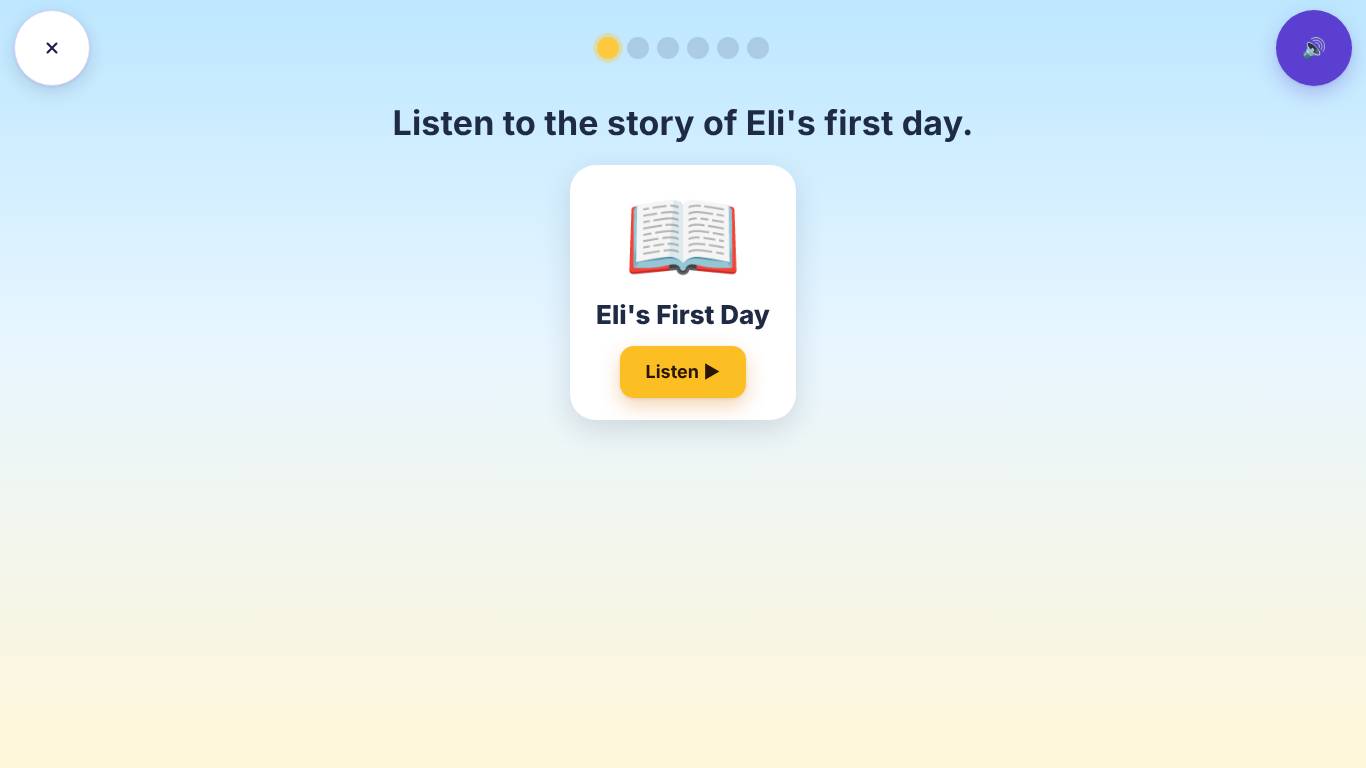 Listen to the story of Eli's first day.
Eli's First Day
Listen ▶